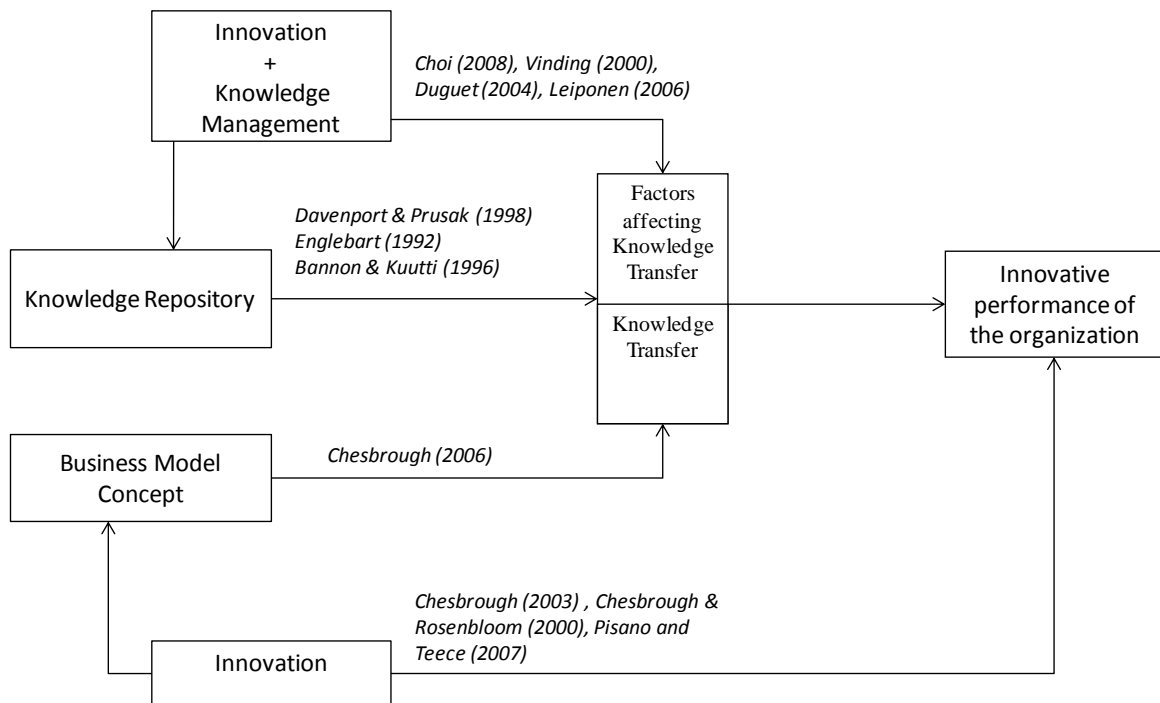 Innovation
+
Knowledge
Management
Choi (2008), Vinding (2000),
Duguet (2004), Leiponen (2006)
Factors
affecting
Knowledge
Transfer
Davenport & Prusak (1998)
Englebart (1992)
Bannon & Kuutti (1996)
Knowledge Repository
Knowledge
Transfer
Innovative
performance of
the organization
Business Model
Concept
Chesbrough (2006)
Chesbrough (2003) , Chesbrough &
Rosenbloom (2000), Pisano and
Teece (2007)
Innovation